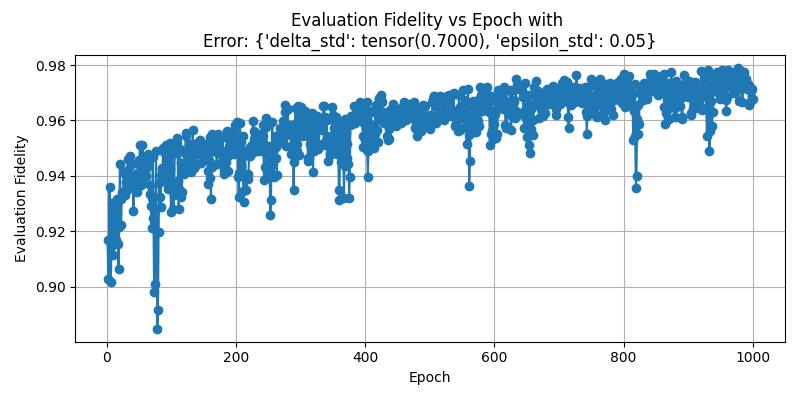 Evaluation Fidelity vs Epoch with
Error: {'delta_std': tensor(0.7000), 'epsilon_std': 0.05}
Evaluation Fidelity
0.98
0.96
0.94
0.92
0.90
0
200
400
600
800
1000
Epoch